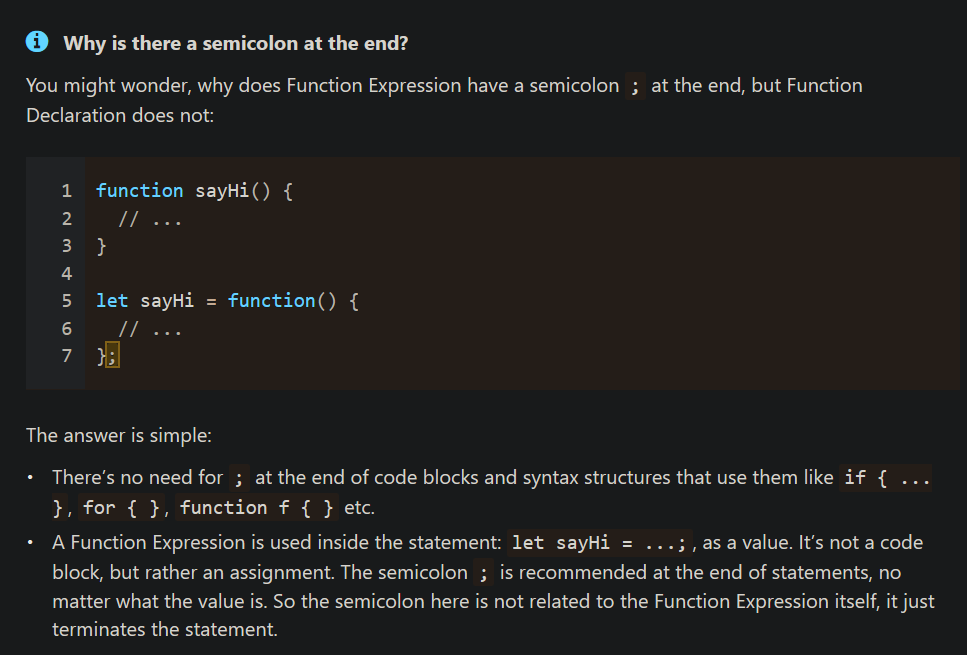 Why is there a semicolon at the end?
You might wonder, why does Function Expression have a semicolon ; at the end, but Function
Declaration does not:
1 function sayHi() {
2   // ...
3 }
4
5 let sayHi = function() {
6   // ...
7 };
The answer is simple:
• There’s no need for ; at the end of code blocks and syntax structures that use them like if { ...
}, for { }, function f { } etc.
• A Function Expression is used inside the statement: let sayHi = ...;, as a value. It’s not a code
block, but rather an assignment. The semicolon ; is recommended at the end of statements, no
matter what the value is. So the semicolon here is not related to the Function Expression itself, it just
terminates the statement.